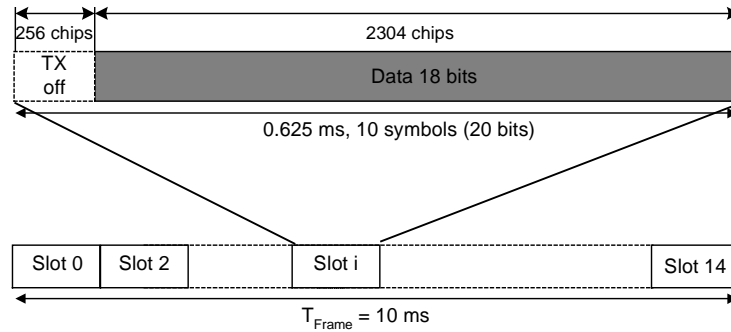 256 chips
2304 chips
TX
off
Data 18 bits
0.625 ms, 10 symbols (20 bits)
Slot 0
Slot 2
Slot i
Slot 14
T_Frame = 10 ms